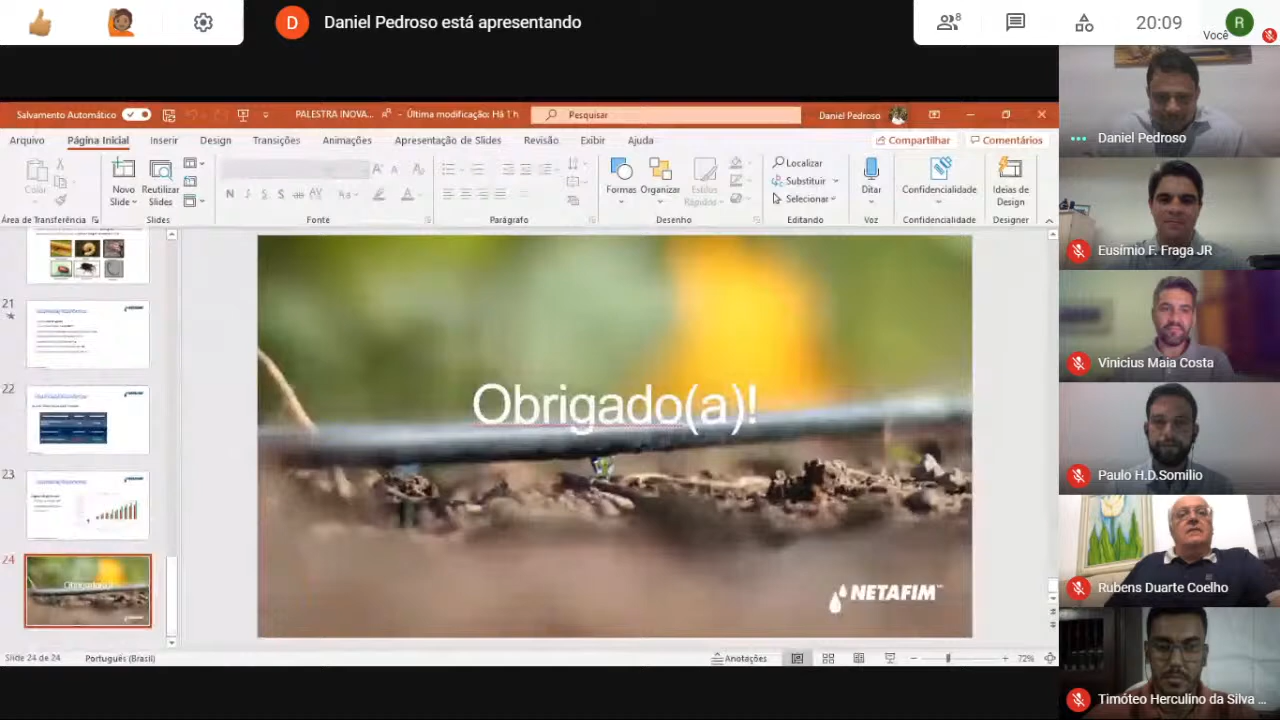 D Daniel Pedroso está apresentando
8
20:09
Você
R
Salvamento Automático
PALESTRA INOVA...
Última modificação: Há 1 h
Pesquisar
Daniel Pedroso
Arquivo Página Inicial Inserir Design Transições Animações Apresentação de Slides Revisão Exibir Ajuda
Compartilhar
Comentários
Colar
Novo Slide
Reutilizar Slides
Formas
Organizar
Estilos Rápidos
Localizar
Substituir
Selecionar
Ditar
Confidencialidade
Ideias de Design
Área de Transferência
Slides
Fonte
Parágrafo
Desenho
Editando
Voz
Confidencialidade
Designer
21
22
23
24
Obrigado(a)!
NETAFIM
Slide 24 de 24
Português (Brasil)
Anotações
72%
Daniel Pedroso
Eusímio F. Fraga JR
Vinicius Maia Costa
Paulo H.D.Somilio
Rubens Duarte Coelho
Timóteo Herculino da Silva ...